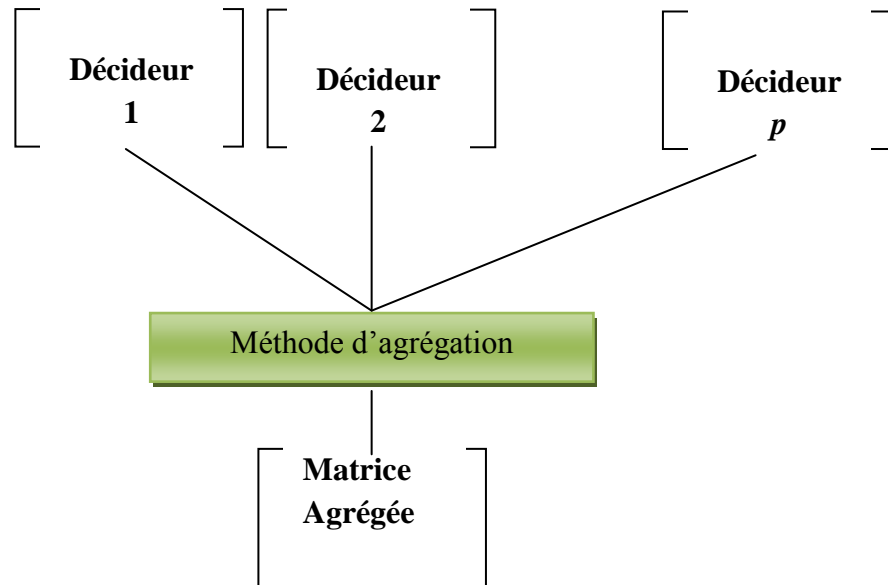 Décideur
1
Décideur
2
Décideur
p
Méthode d’agrégation
Matrice
Agrégée